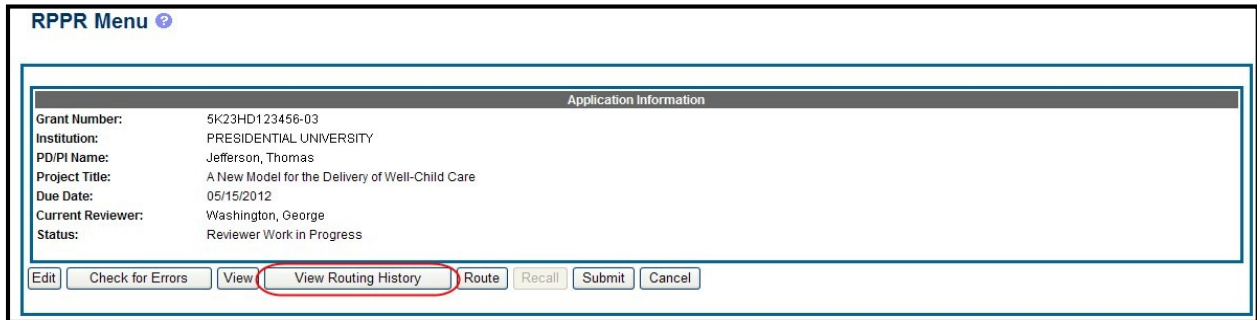 RPPR Menu ?
Application Information
Grant Number: 5K23HD123456-03
Institution: PRESIDENTIAL UNIVERSITY
PD/PI Name: Jefferson, Thomas
Project Title: A New Model for the Delivery of Well-Child Care
Due Date: 05/15/2012
Current Reviewer: Washington, George
Status: Reviewer Work in Progress
Edit Check for Errors View View Routing History Route Recall Submit Cancel